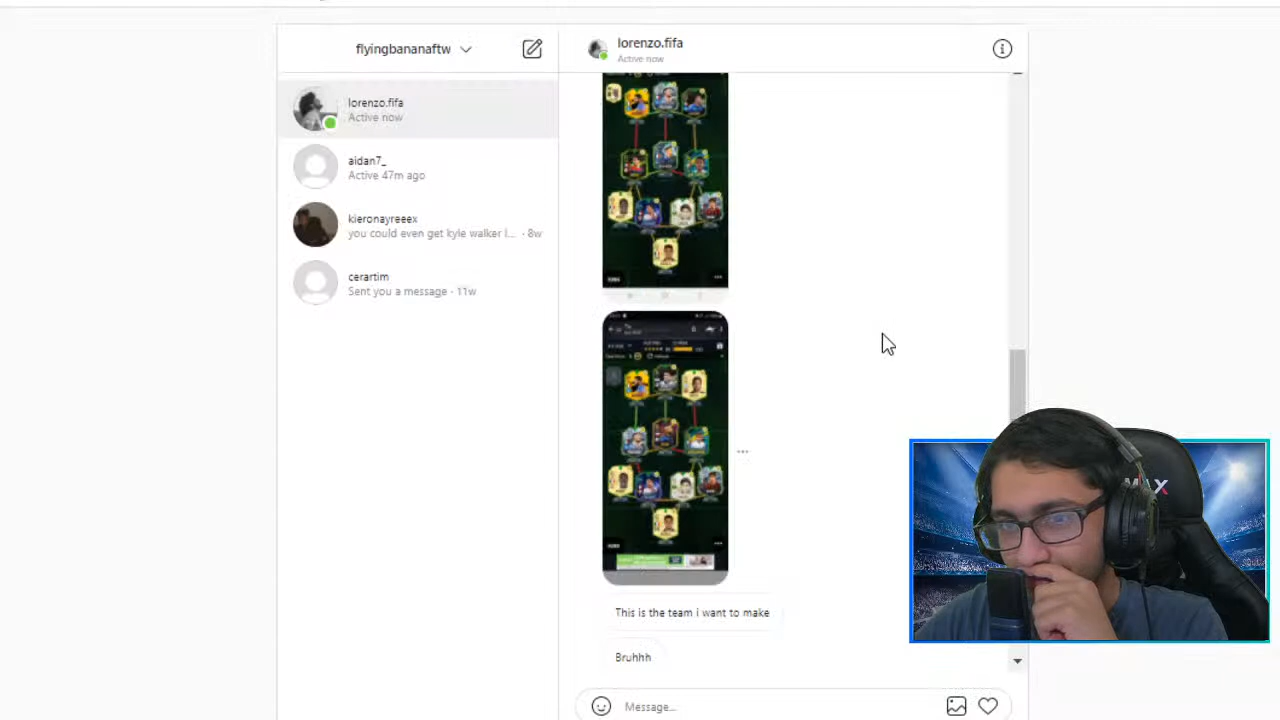 flyingbananaftw
lorenzo.fifa
Active now
lorenzo.fifa
Active now
aidan7_
Active 47m ago
kieronayreeex
you could even get kyle walker l... · 8w
cerartim
Sent you a message · 11w
This is the team i want to make
Bruhhh
Message...
MAX